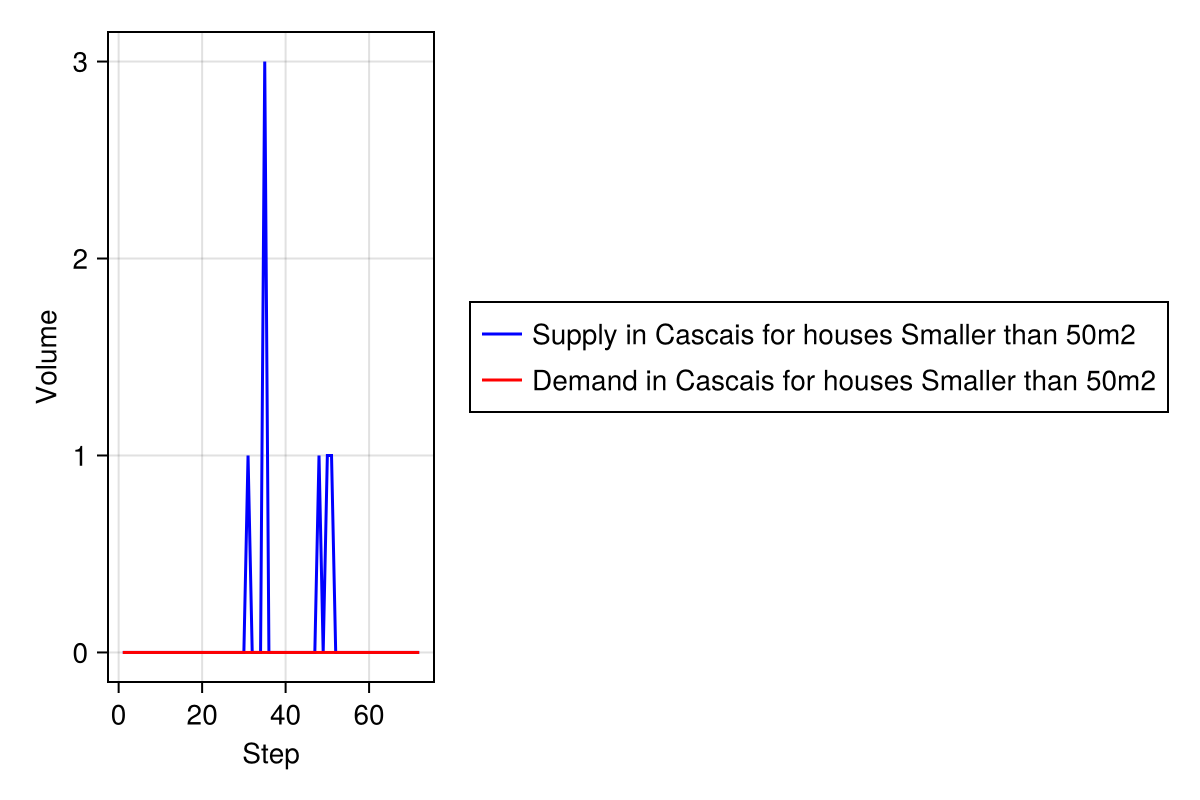 3
2
1
0
Volume
0 20 40 60
Step
Supply in Cascais for houses Smaller than 50m2
Demand in Cascais for houses Smaller than 50m2